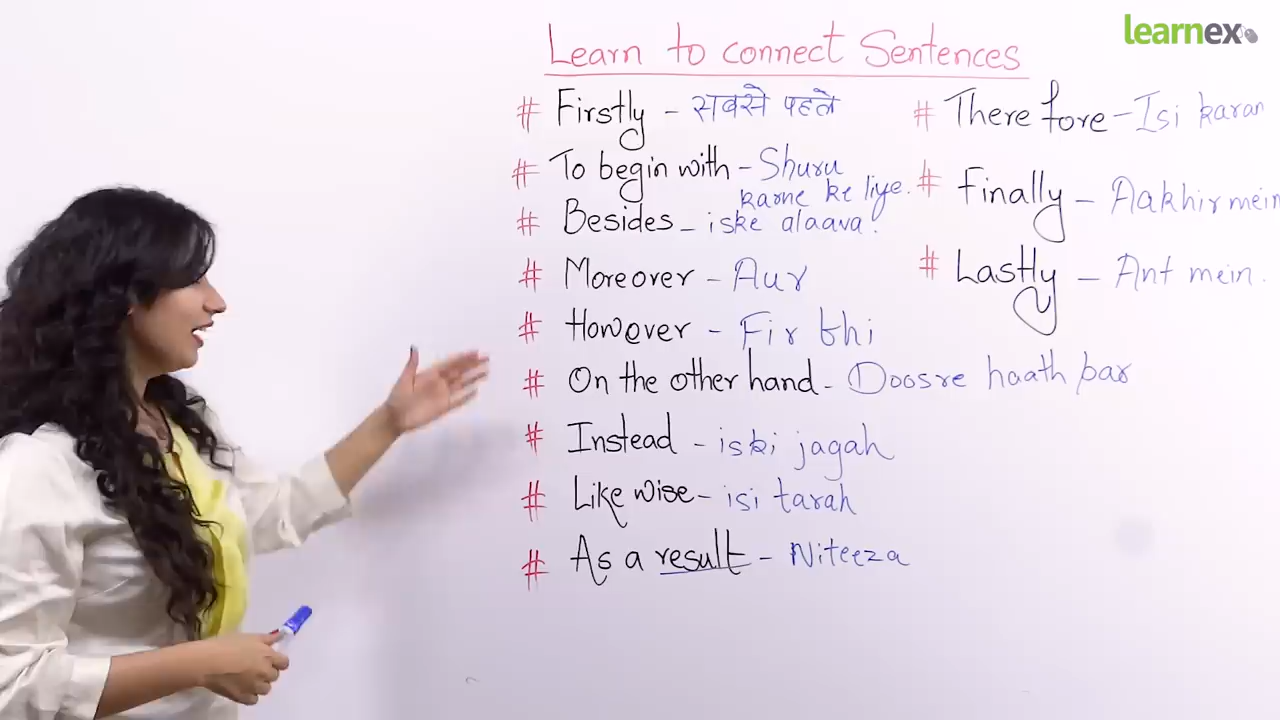 learnex
Learn to connect Sentences
# Firstly - सबसे पहले
# To begin with - Shuru
karne ke liye.
# Besides - iske alaava.
# Moreover - Aur
# However - Fir bhi
# On the other hand - Doosre haath par
# Instead - iski jagah
# Like wise - isi tarah
# As a result - Niteeza
# There fore - Isi karan
# Finally - Aakhir mein
# Lastly - Ant mein.